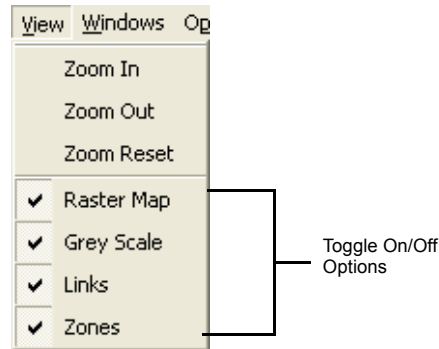 View Windows Op
Zoom In
Zoom Out
Zoom Reset
Raster Map
Grey Scale
Links
Zones
Toggle On/Off
Options